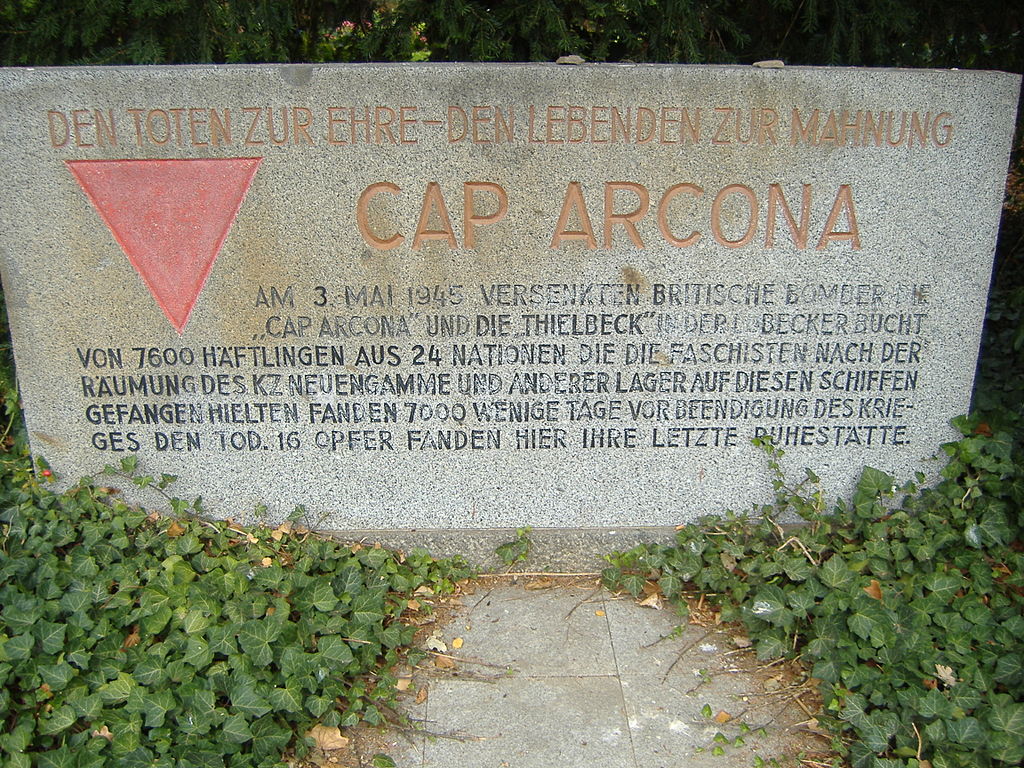 DEN TOTEN ZUR EHRE–DEN LEBENDEN ZUR MAHNUNG
CAP ARCONA
AM 3. MAI 1945 VERSENKTEN BRITISCHE BOMBER DIE
„CAP ARCONA" UND DIE „THIELBECK" IN DER LÜBECKER BUCHT
VON 7600 HÄFTLINGEN AUS 24 NATIONEN DIE DIE FASCHISTEN NACH DER
RÄUMUNG DES KZ NEUENGAMME UND ANDERER LAGER AUF DIESEN SCHIFFEN
GEFANGEN HIELTEN FANDEN 7000 WENIGE TAGE VOR BEENDIGUNG DES KRIE-
GES DEN TOD. 16 OPFER FANDEN HIER IHRE LETZTE RUHESTÄTTE.